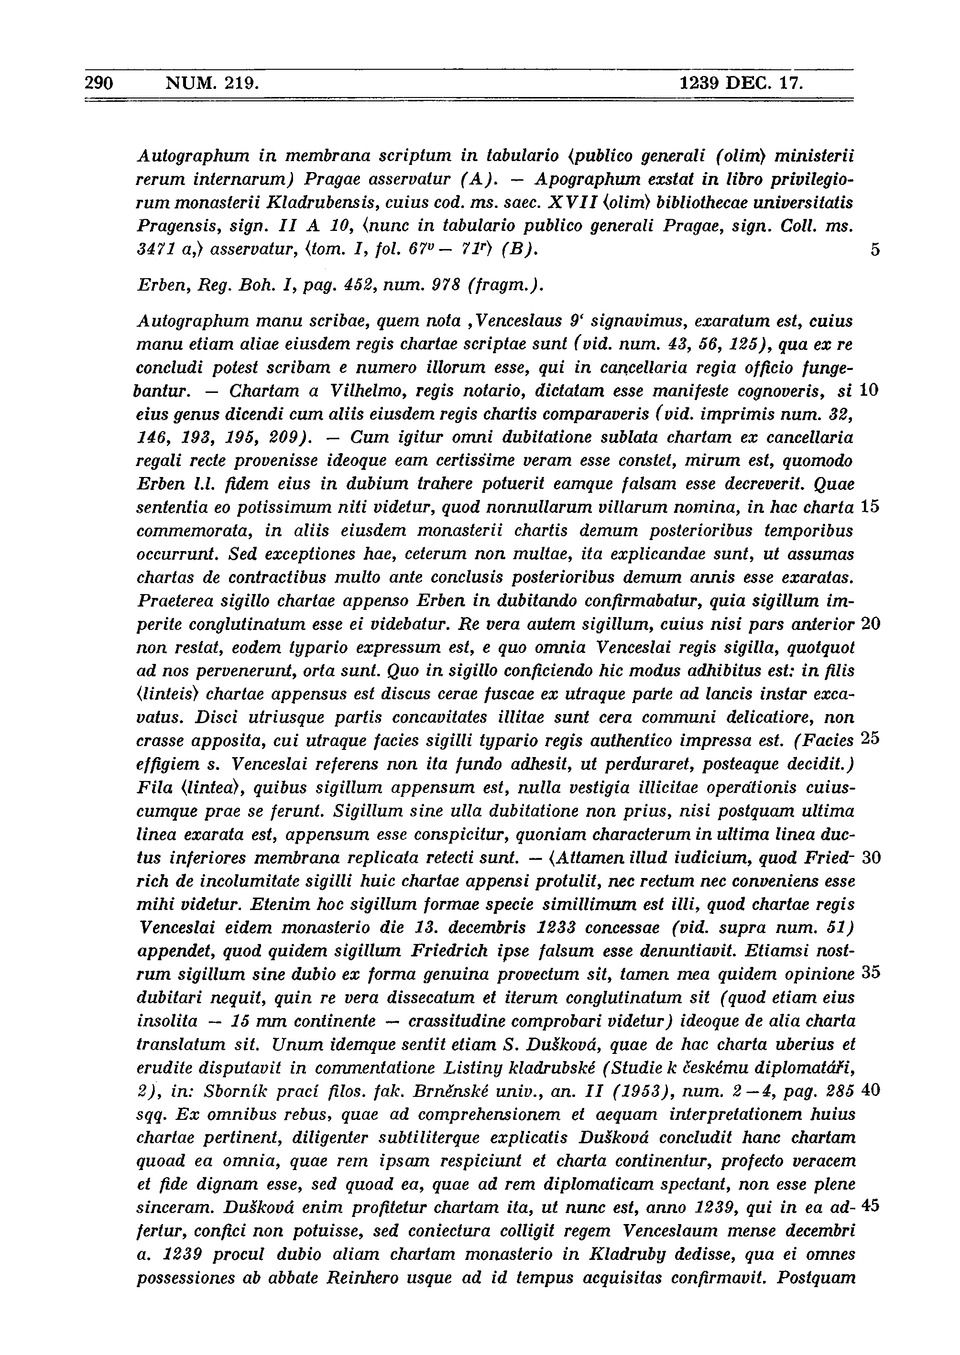 290 NUM. 219. 1239 DEC. 17.
Autographum in membrana scriptum in tabulario ⟨publico generali (olim⟩ ministerii
rerum internarum) Pragae asservatur (A). — Apographum exstat in libro privilegio-
rum monasterii Kladrubensis, cuius cod. ms. saec. XVII ⟨olim⟩ bibliothecae universitatis
Pragensis, sign. II A 10, ⟨nunc in tabulario publico generali Pragae, sign. Coll. ms.
3471 a,⟩ asservatur, ⟨tom. I, fol. 67v — 71r⟩ (B). 5
Erben, Reg. Boh. I, pag. 452, num. 978 (fragm.).
Autographum manu scribae, quem nota ‚Venceslaus 9‘ signavimus, exaratum est, cuius
manu etiam aliae eiusdem regis chartae scriptae sunt (vid. num. 43, 56, 125), qua ex re
concludi potest scribam e numero illorum esse, qui in cancellaria regia officio funge-
bantur. — Chartam a Vilhelmo, regis notario, dictatam esse manifeste cognoveris, si 10
eius genus dicendi cum aliis eiusdem regis chartis comparaveris (vid. imprimis num. 32,
146, 193, 195, 209). — Cum igitur omni dubitatione sublata chartam ex cancellaria
regali recte provenisse ideoque eam certissime veram esse constet, mirum est, quomodo
Erben l.l. fidem eius in dubium trahere potuerit eamque falsam esse decreverit. Quae
sententia eo potissimum niti videtur, quod nonnullarum villarum nomina, in hac charta 15
commemorata, in aliis eiusdem monasterii chartis demum posterioribus temporibus
occurrunt. Sed exceptiones hae, ceterum non multae, ita explicandae sunt, ut assumas
chartas de contractibus multo ante conclusis posterioribus demum annis esse exaratas.
Praeterea sigillo chartae appenso Erben in dubitando confirmabatur, quia sigillum im-
perite conglutinatum esse ei videbatur. Re vera autem sigillum, cuius nisi pars anterior 20
non restat, eodem typario expressum est, e quo omnia Venceslai regis sigilla, quotquot
ad nos pervenerunt, orta sunt. Quo in sigillo conficiendo hic modus adhibitus est: in filis
⟨linteis⟩ chartae appensus est discus cerae fuscae ex utraque parte ad lancis instar exca-
vatus. Disci utriusque partis concavitates illitae sunt cera communi delicatiore, non
crasse apposita, cui utraque facies sigilli typario regis authentico impressa est. (Facies 25
effigiem s. Venceslai referens non ita fundo adhesit, ut perduraret, posteaque decidit.)
Fila ⟨lintea⟩, quibus sigillum appensum est, nulla vestigia illicitae operationis cuius-
cumque prae se ferunt. Sigillum sine ulla dubitatione non prius, nisi postquam ultima
linea exarata est, appensum esse conspicitur, quoniam characterum in ultima linea duc-
tus inferiores membrana replicata retecti sunt. — ⟨Attamen illud iudicium, quod Fried- 30
rich de incolumitate sigilli huic chartae appensi protulit, nec rectum nec conveniens esse
mihi videtur. Etenim hoc sigillum formae specie simillimum est illi, quod chartae regis
Venceslai eidem monasterio die 13. decembris 1233 concessae (vid. supra num. 51)
appendet, quod quidem sigillum Friedrich ipse falsum esse denuntiavit. Etiamsi nost-
rum sigillum sine dubio ex forma genuina provectum sit, tamen mea quidem opinione 35
dubitari nequit, quin re vera dissecatum et iterum conglutinatum sit (quod etiam eius
insolita — 15 mm continente — crassitudine comprobari videtur) ideoque de alia charta
translatum sit. Unum idemque sentit etiam S. Dušková, quae de hac charta uberius et
erudite disputavit in commentatione Listiny kladrubské (Studie k českému diplomatáři,
2), in: Sborník prací filos. fak. Brněnské univ., an. II (1953), num. 2—4, pag. 285 40
sqq. Ex omnibus rebus, quae ad comprehensionem et aequam interpretationem huius
chartae pertinent, diligenter subtiliterque explicatis Dušková concludit hanc chartam
quoad ea omnia, quae rem ipsam respiciunt et charta continentur, profecto veracem
et fide dignam esse, sed quoad ea, quae ad rem diplomaticam spectant, non esse plene
sinceram. Dušková enim profitetur chartam ita, ut nunc est, anno 1239, qui in ea ad- 45
fertur, confici non potuisse, sed coniectura colligit regem Venceslaum mense decembri
a. 1239 procul dubio aliam chartam monasterio in Kladruby dedisse, qua ei omnes
possessiones ab abbate Reinhero usque ad id tempus acquisitas confirmavit. Postquam